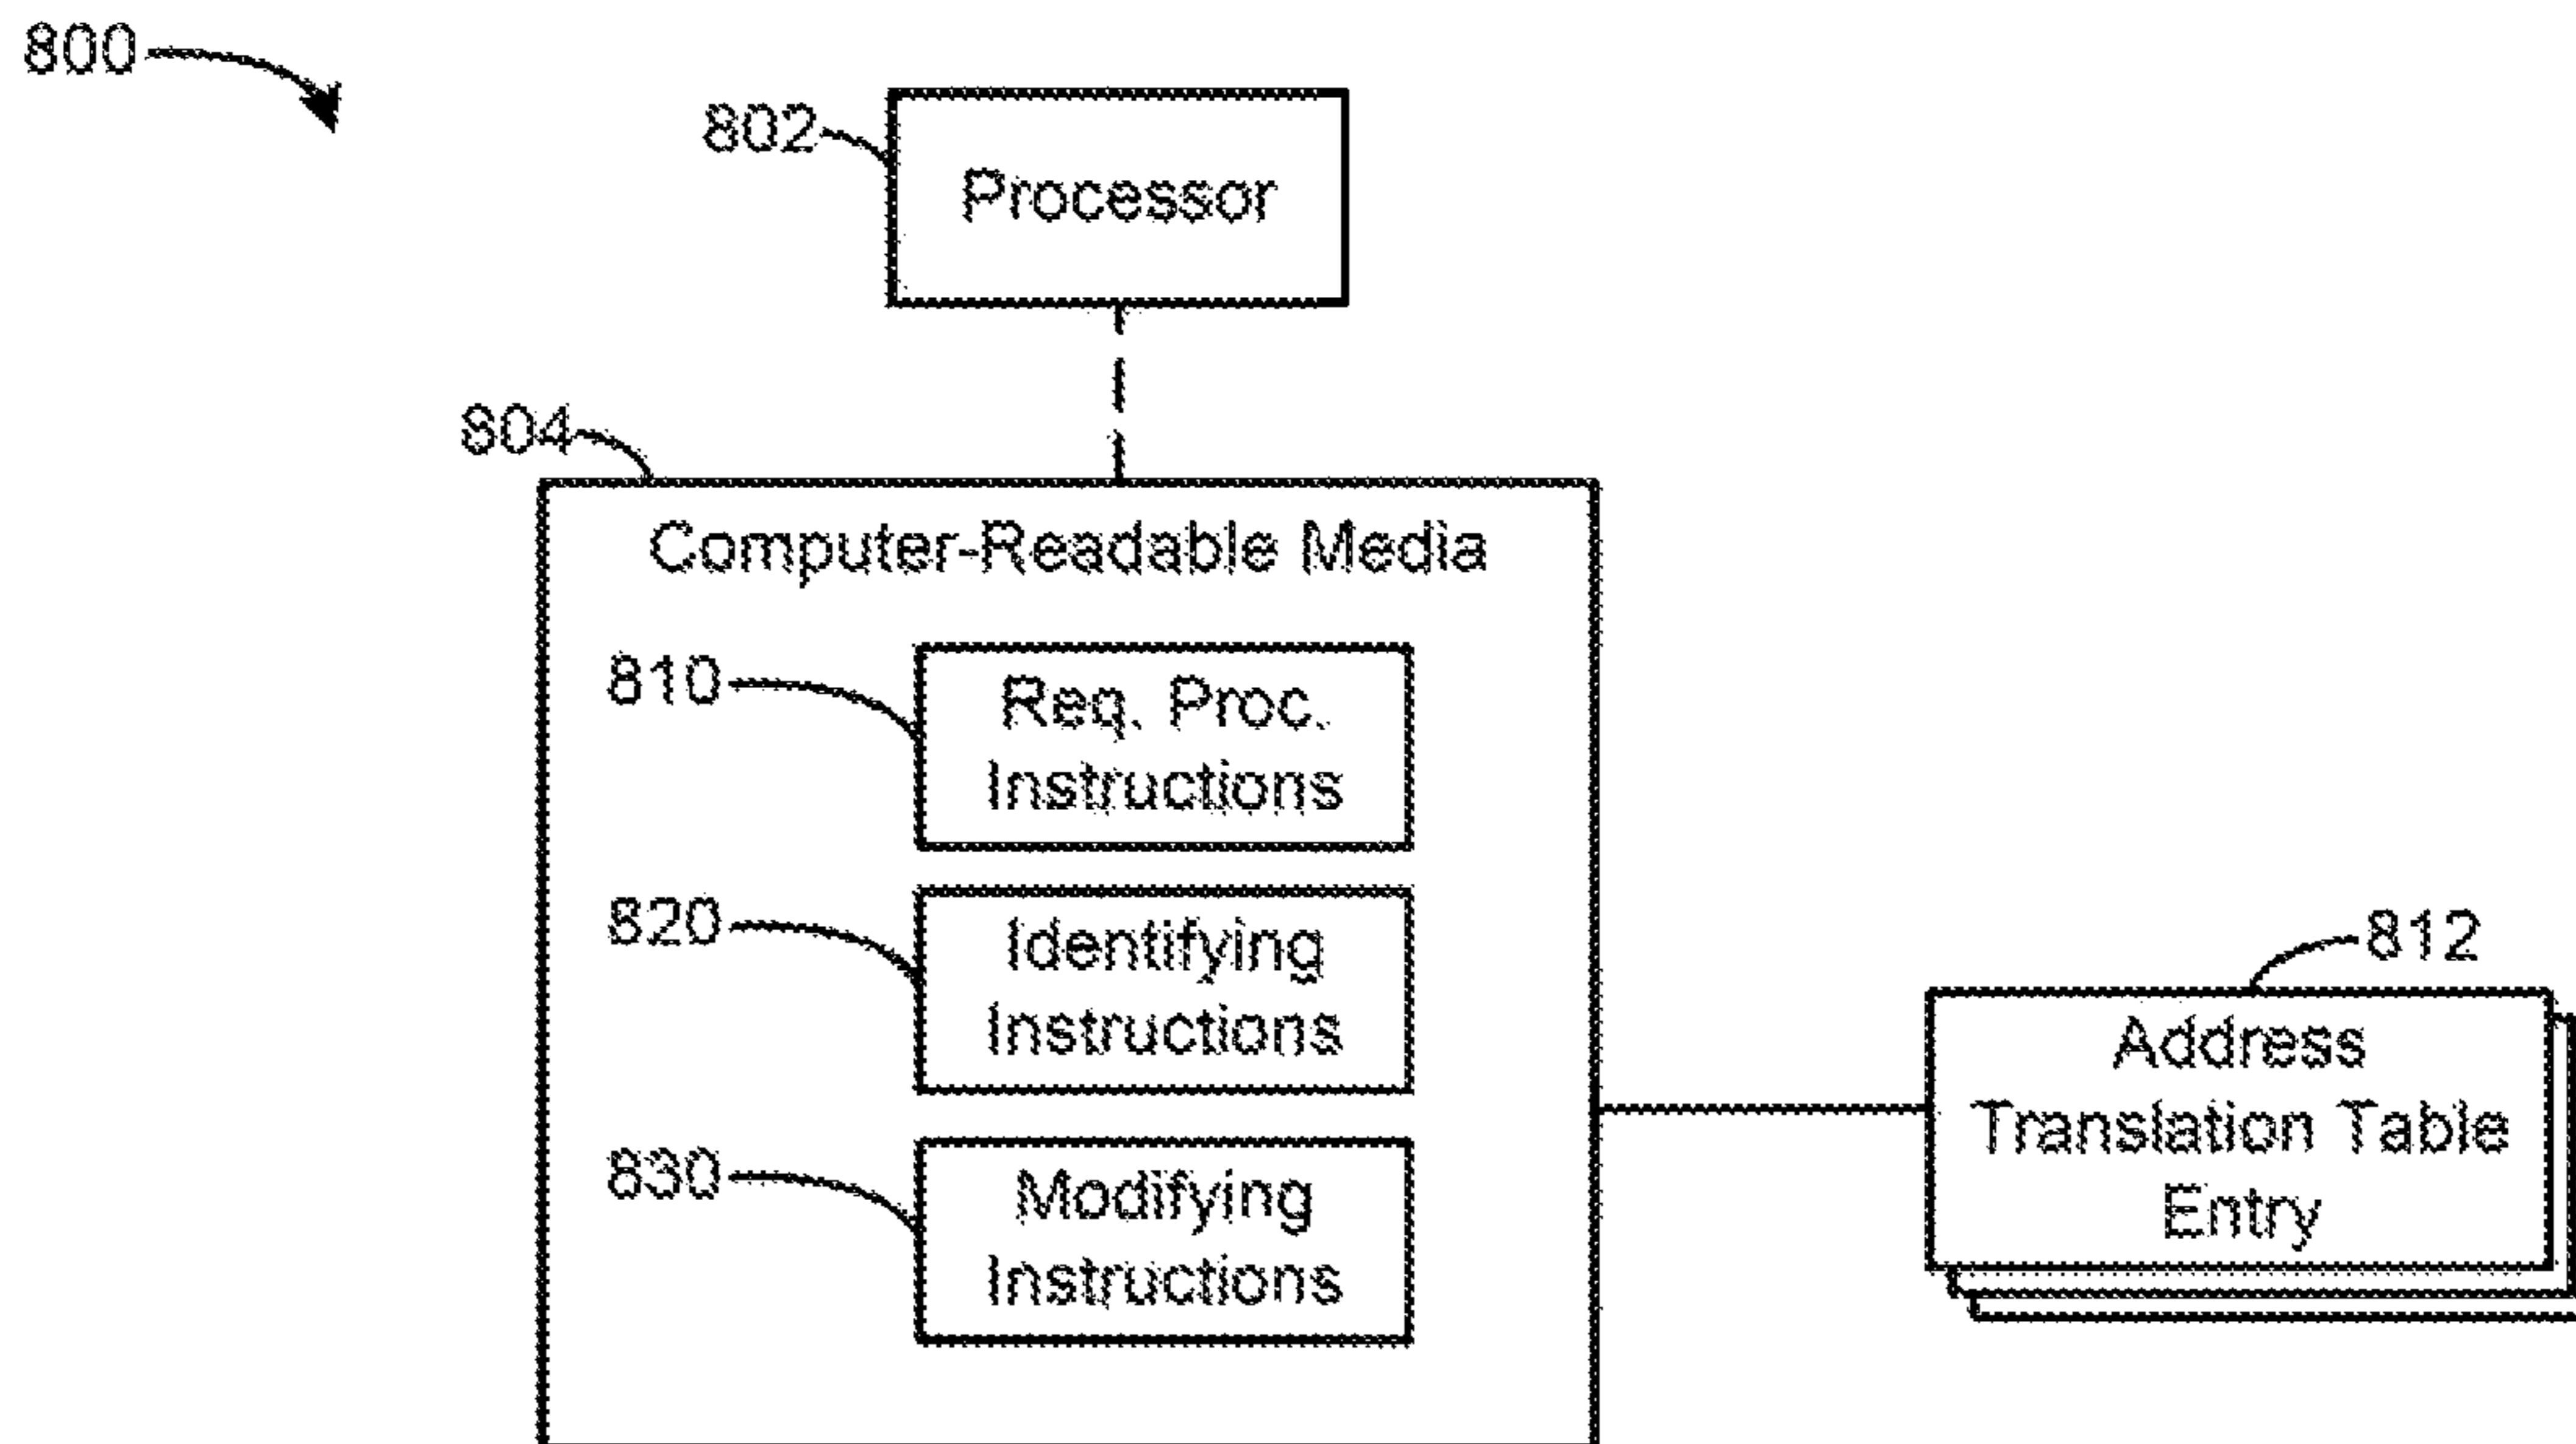 800
802
Processor
804
Computer-Readable Media
810
Req. Proc.
Instructions
820
Identifying
Instructions
812
Address
Translation Table
Entry
830
Modifying
Instructions